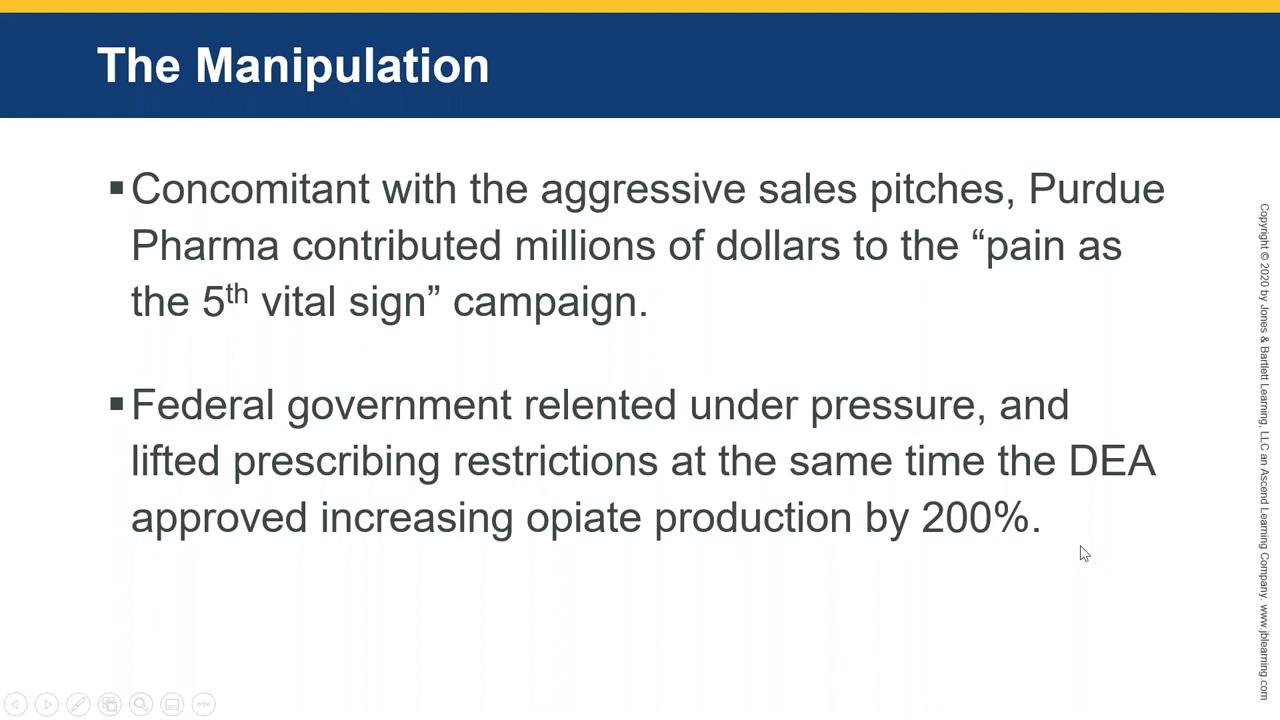 The Manipulation
▪Concomitant with the aggressive sales pitches, Purdue
Pharma contributed millions of dollars to the “pain as
the 5th vital sign” campaign.
▪Federal government relented under pressure, and
lifted prescribing restrictions at the same time the DEA
approved increasing opiate production by 200%.
Copyright © 2020 by Jones & Bartlett Learning, LLC an Ascend Learning Company. www.jblearning.com